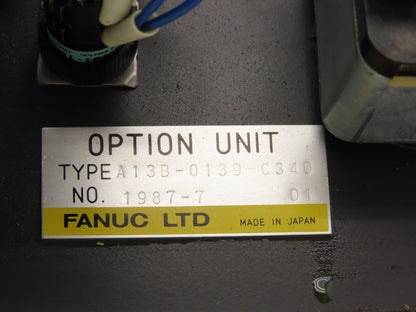 OPTION UNIT
TYPE A13B-0139-C340
NO. 1987-7 01
FANUC LTD MADE IN JAPAN